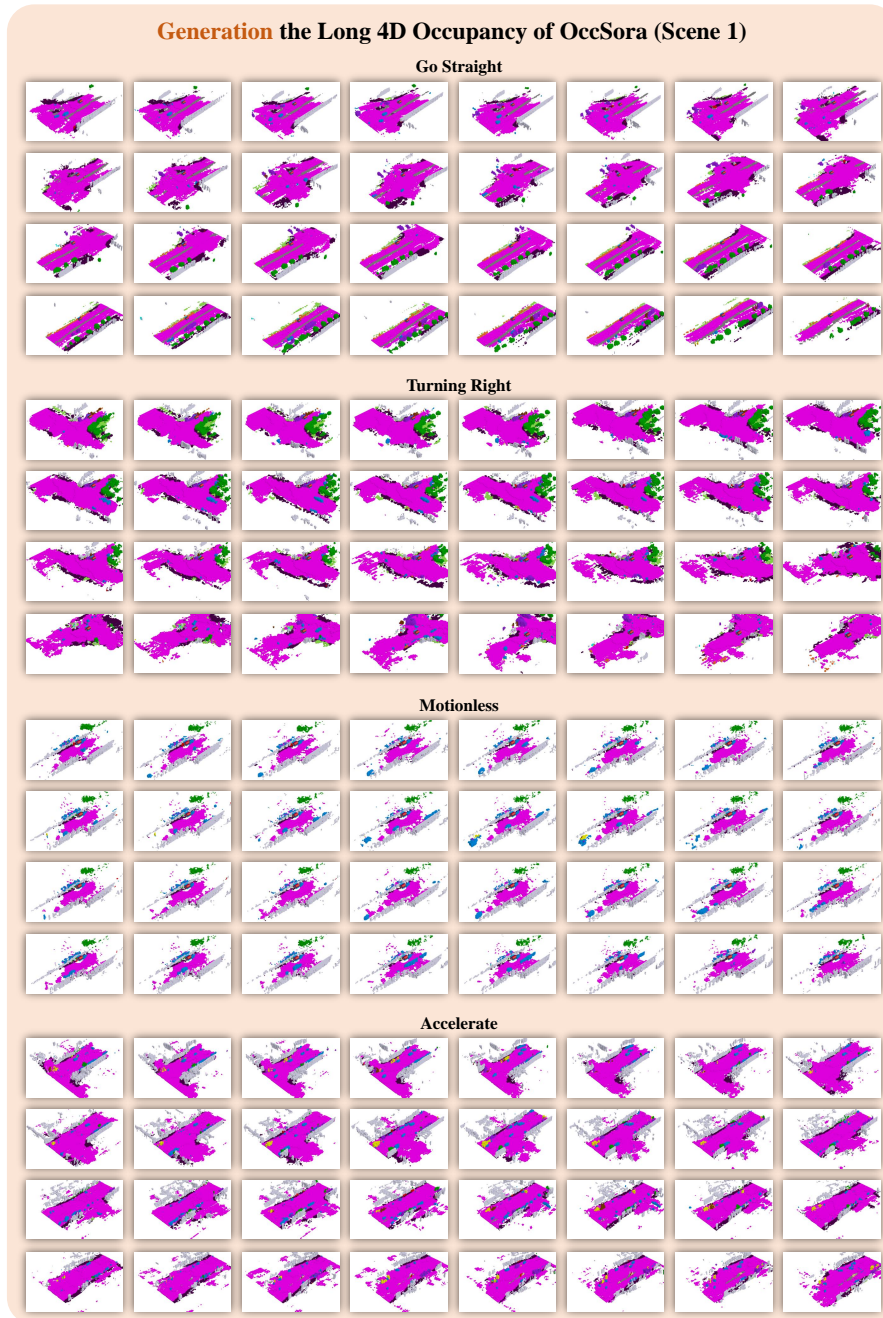 Generation the Long 4D Occupancy of OccSora (Scene 1)
Go Straight
Turning Right
Motionless
Accelerate